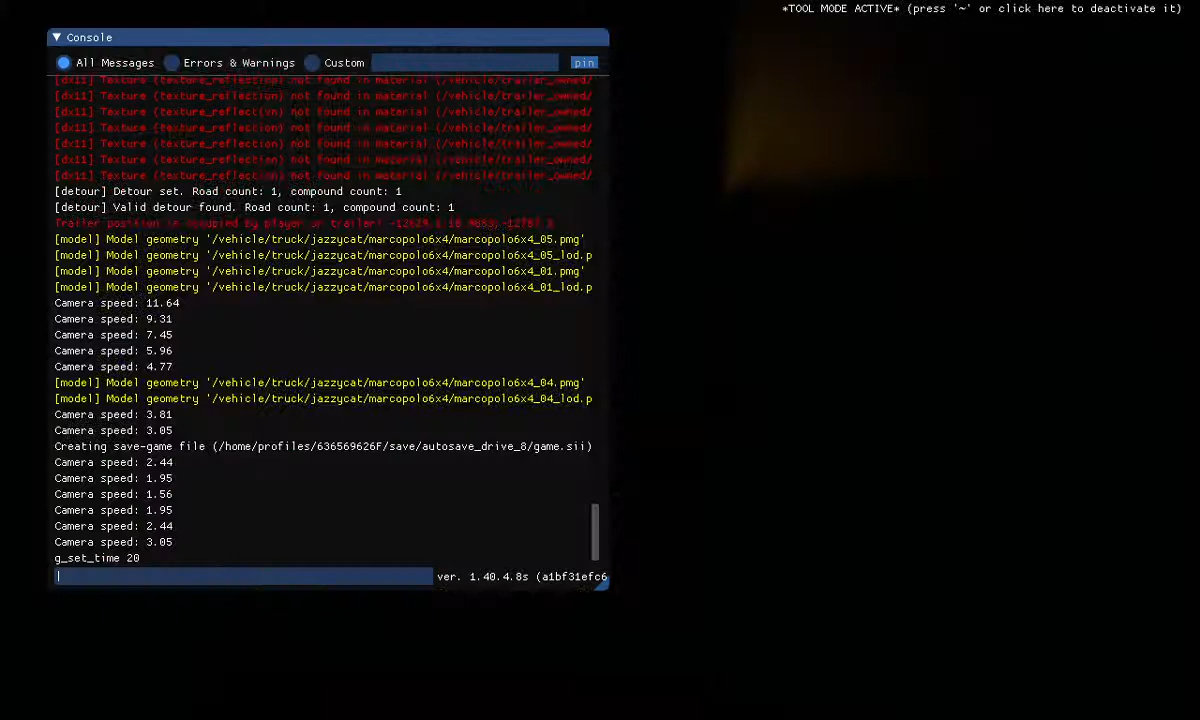 *TOOL MODE ACTIVE* (press '~' or click here to deactivate it)
Console
All Messages Errors & Warnings Custom pin
[dx11] Texture (texture_reflection) not found in material (/vehicle/trailer_owned/
[dx11] Texture (texture_reflection) not found in material (/vehicle/trailer_owned/
[dx11] Texture (texture_reflection) not found in material (/vehicle/trailer_owned/
[dx11] Texture (texture_reflection) not found in material (/vehicle/trailer_owned/
[dx11] Texture (texture_reflection) not found in material (/vehicle/trailer_owned/
[dx11] Texture (texture_reflection) not found in material (/vehicle/trailer_owned/
[dx11] Texture (texture_reflection) not found in material (/vehicle/trailer_owned/
[detour] Detour set. Road count: 1, compound count: 1
[detour] Valid detour found. Road count: 1, compound count: 1
Trailer position is occupied by player or trailer!
[model] Model geometry '/vehicle/truck/jazzycat/marcopolo6x4/marcopolo6x4_05.pmg'
[model] Model geometry '/vehicle/truck/jazzycat/marcopolo6x4/marcopolo6x4_05_lod.p
[model] Model geometry '/vehicle/truck/jazzycat/marcopolo6x4/marcopolo6x4_01.pmg'
[model] Model geometry '/vehicle/truck/jazzycat/marcopolo6x4/marcopolo6x4_01_lod.p
Camera speed: 11.64
Camera speed: 9.31
Camera speed: 7.45
Camera speed: 5.96
Camera speed: 4.77
[model] Model geometry '/vehicle/truck/jazzycat/marcopolo6x4/marcopolo6x4_04.pmg'
[model] Model geometry '/vehicle/truck/jazzycat/marcopolo6x4/marcopolo6x4_04_lod.p
Camera speed: 3.81
Camera speed: 3.05
Creating save-game file (/home/profiles/636569626F/save/autosave_drive_8/game.sii)
Camera speed: 2.44
Camera speed: 1.95
Camera speed: 1.56
Camera speed: 1.95
Camera speed: 2.44
Camera speed: 3.05
g_set_time 20
ver. 1.40.4.8s (a1bf31efc6